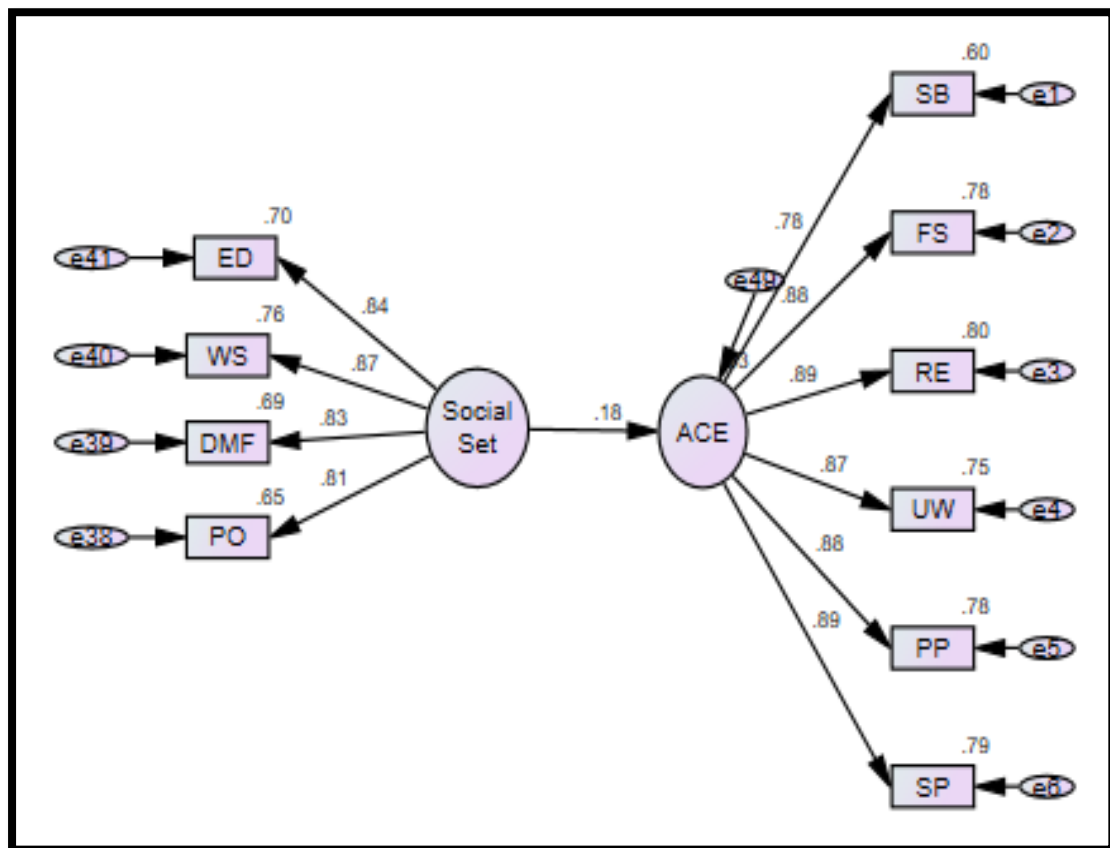 .60
SB
e1
.78
FS
e2
.78
.70
ED
e41
e49
.88
.84
.80
RE
e3
.89
.76
WS
e40
.87
Social
Set
.18
ACE
.69
DMF
e39
.83
.87
.75
UW
e4
.65
PO
e38
.81
.88
.78
PP
e5
.89
.79
SP
e6